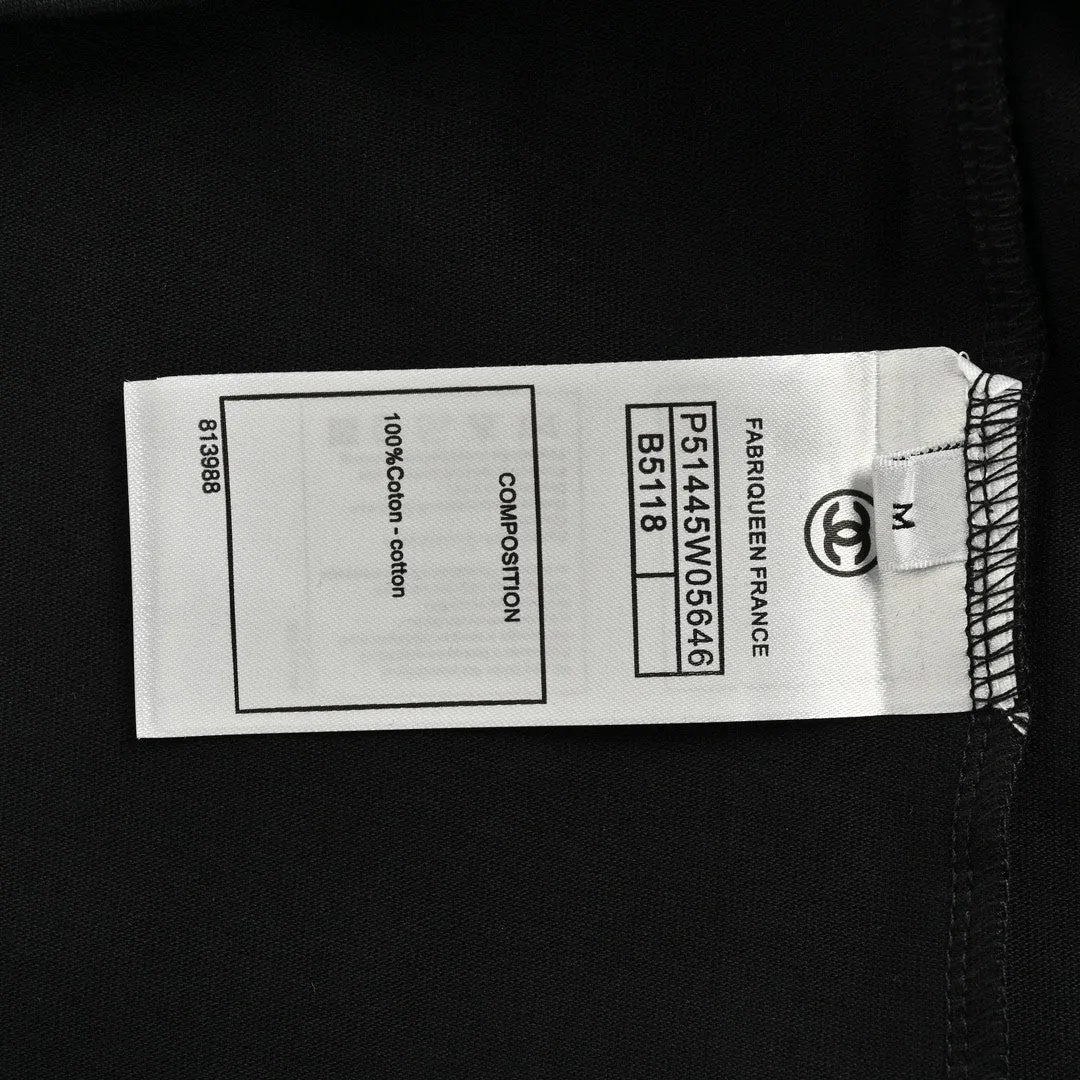 M
FABRIQUEEN FRANCE
P51445W05646
B5118
COMPOSITION
100%Coton - cotton
813988